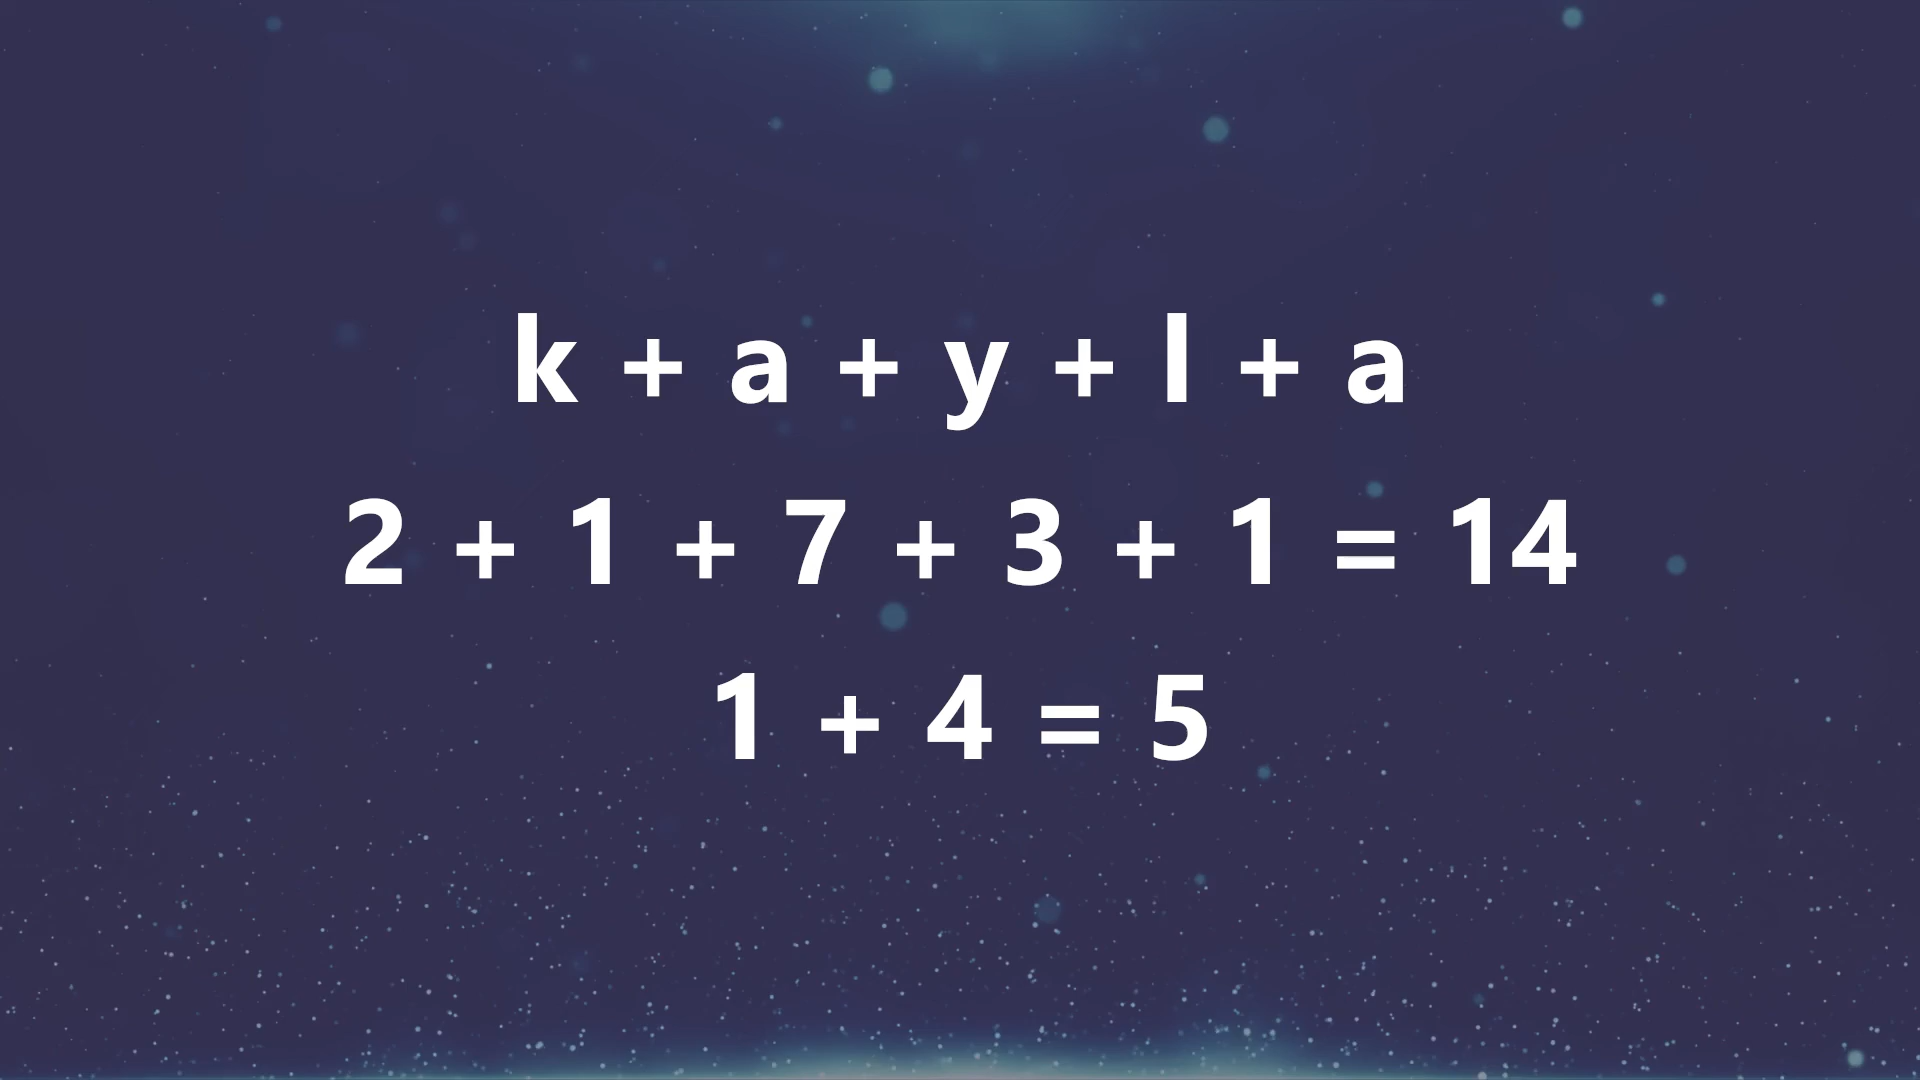 k + a + y + l + a
2 + 1 + 7 + 3 + 1 = 14
1 + 4 = 5